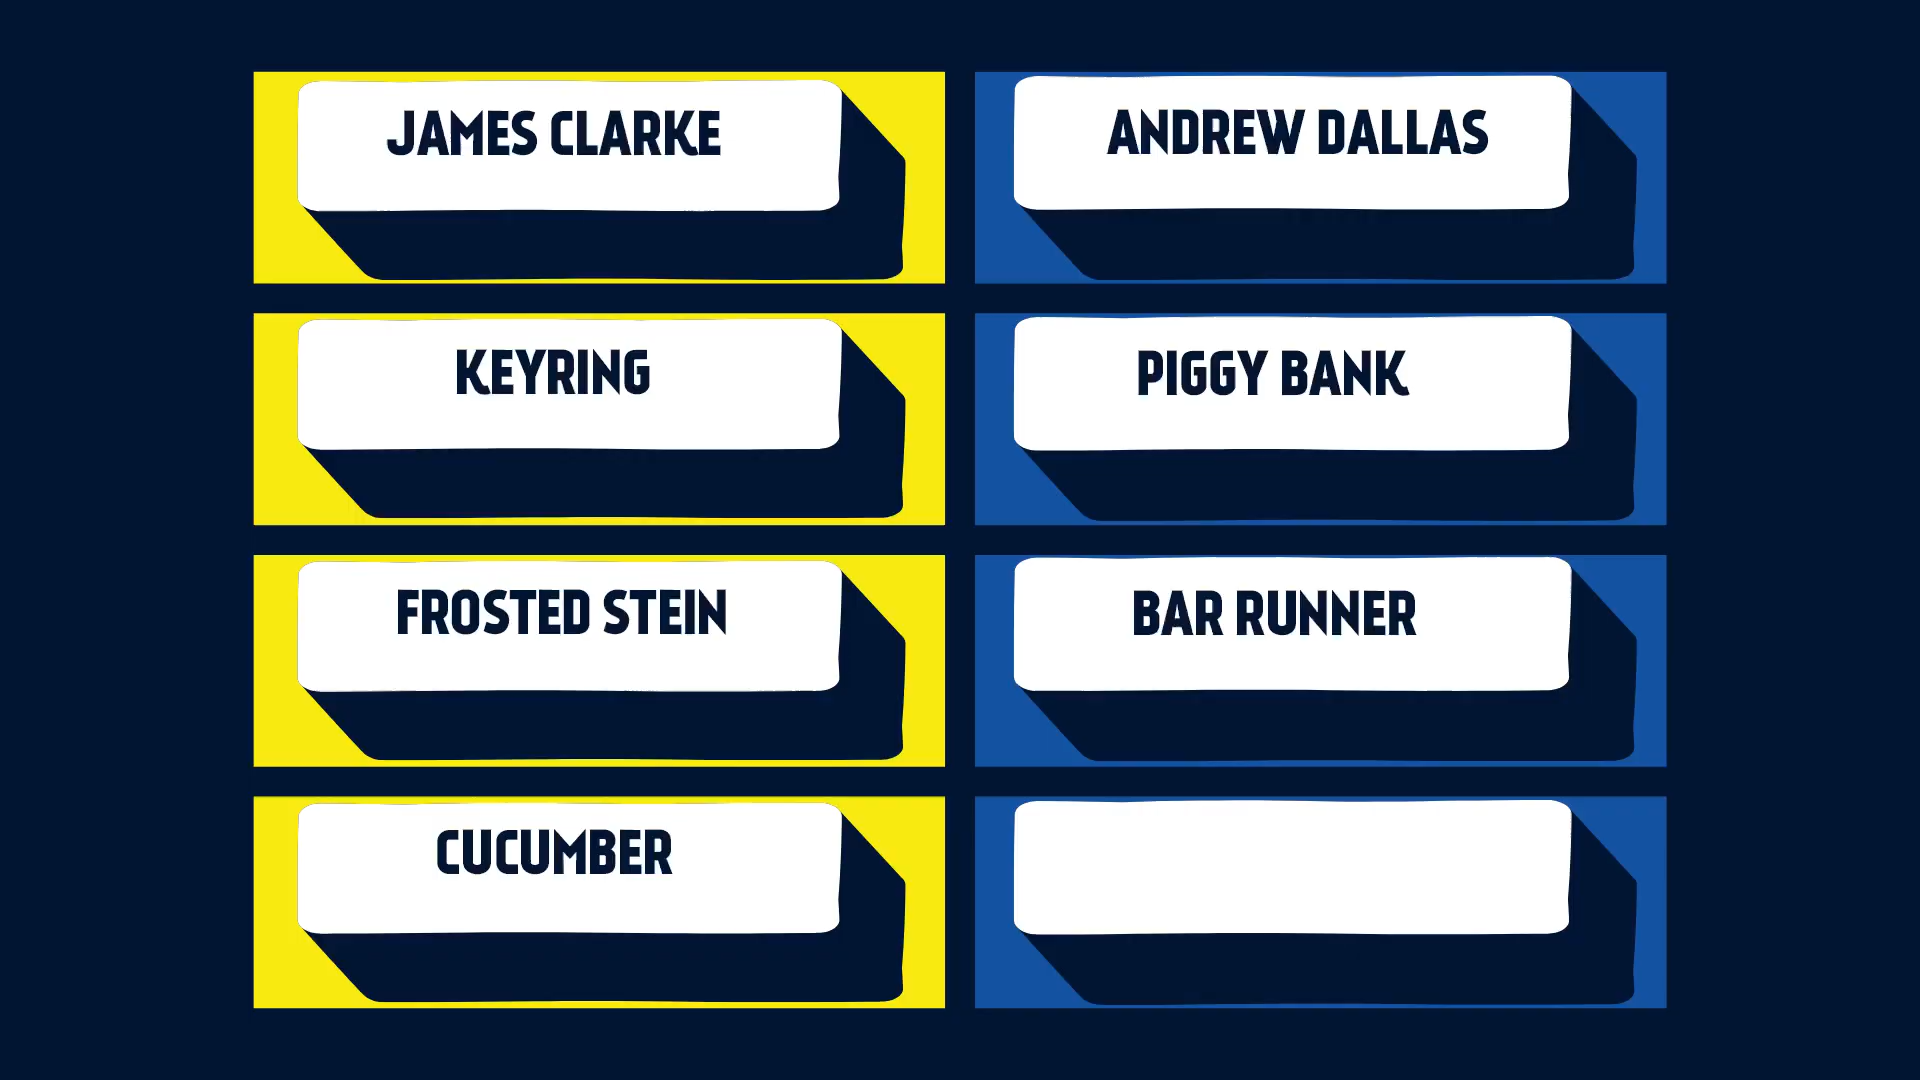 JAMES CLARKE
ANDREW DALLAS
KEYRING
PIGGY BANK
FROSTED STEIN
BAR RUNNER
CUCUMBER